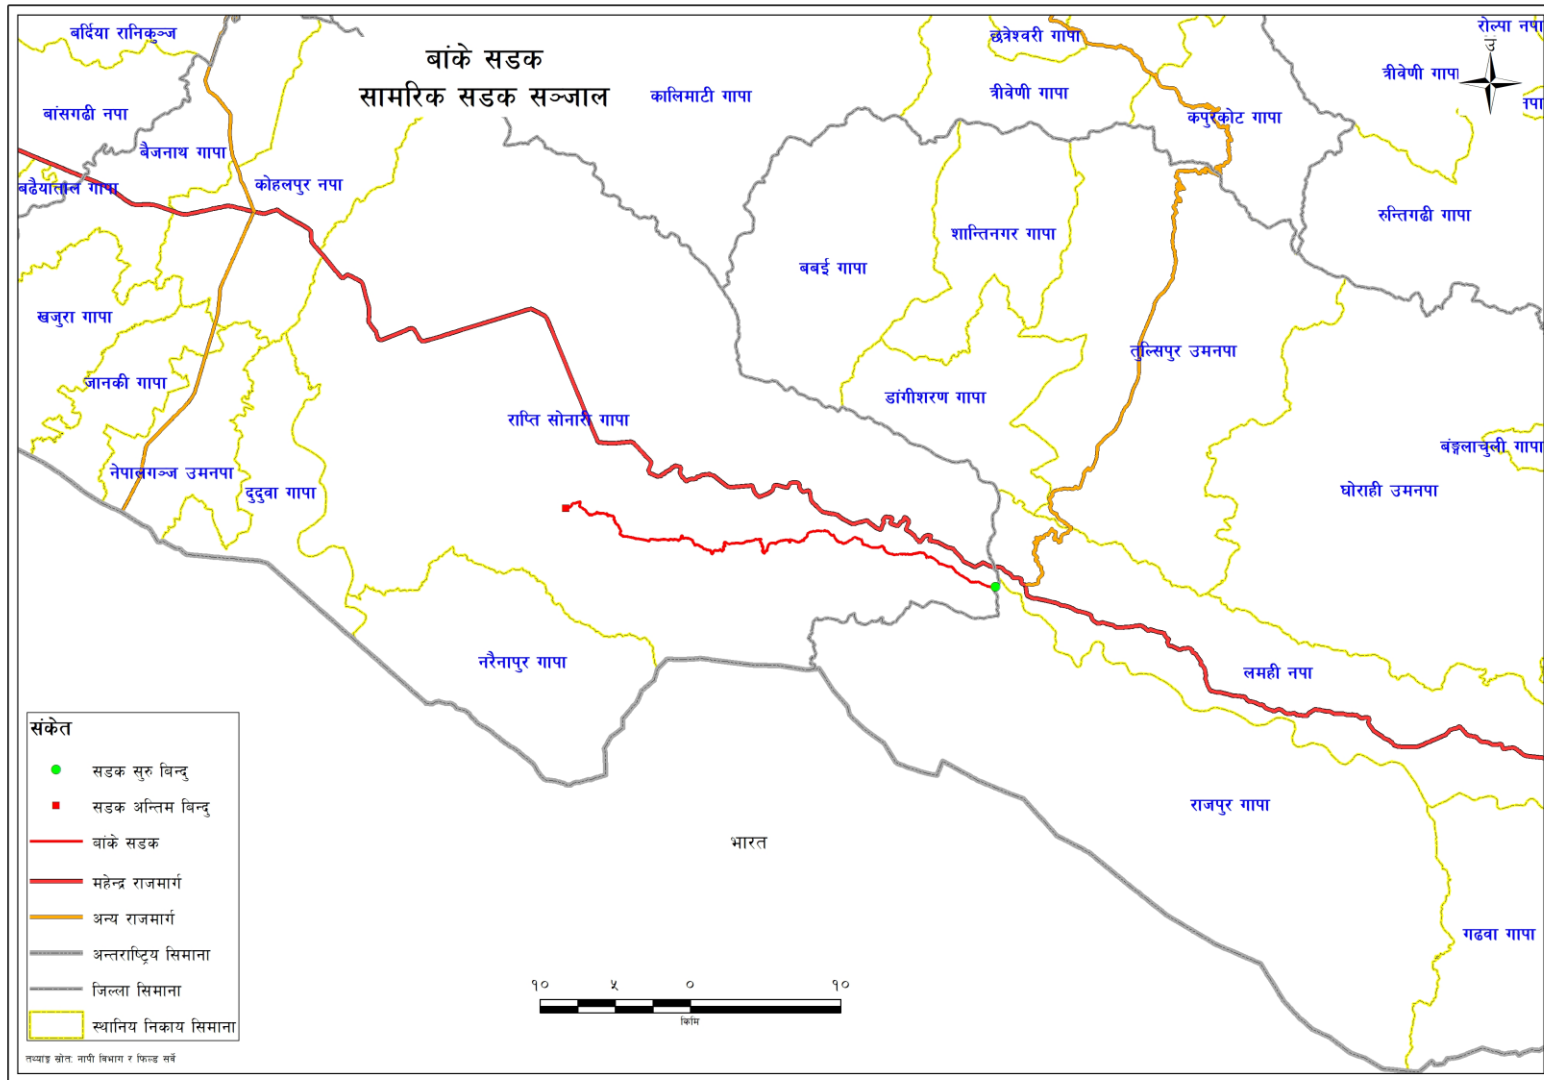 बांके सडक
सामरिक सडक सञ्जाल
बर्दिया रानिकुञ्ज
छत्रेश्वरी गापा
रोल्पा नपा
उ
त्रीवेणी गापा
कालिमाटी गापा
त्रीवेणी गापा
बांसगढी नपा
नपा
कपुरकोट गापा
बैजनाथ गापा
बढैयाताल गापा
कोहलपुर नपा
रुन्तिगढी गापा
शान्तिनगर गापा
बबई गापा
खजुरा गापा
तुल्सिपुर उमनपा
जानकी गापा
डांगीशरण गापा
राप्ति सोनारी गापा
बंङ्गलाचुली गापा
नेपालगञ्ज उमनपा
दुदुवा गापा
घोराही उमनपा
नरैनापुर गापा
लमही नपा
राजपुर गापा
भारत
गढवा गापा
संकेत
सडक सुरु बिन्दु
सडक अन्तिम बिन्दु
बांके सडक
महेन्द्र राजमार्ग
अन्य राजमार्ग
अन्तराष्ट्रिय सिमाना
जिल्ला सिमाना
स्थानिय निकाय सिमाना
१० ५ ० १०
किमि
तथ्याङ्क स्रोत: नापी विभाग र फिल्ड सर्वे